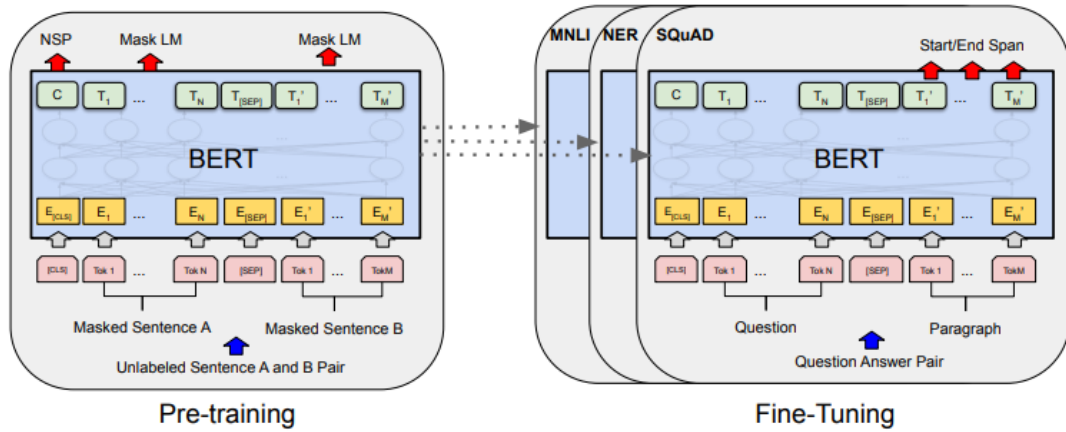 NSP Mask LM Mask LM
C T1 ... TN T[SEP] T1' ... TM'
BERT
E[CLS] E1 ... EN E[SEP] E1' ... EM'
[CLS] Tok 1 ... Tok N [SEP] Tok 1 ... TokM
Masked Sentence A Masked Sentence B
Unlabeled Sentence A and B Pair
Pre-training
MNLI NER SQuAD
Start/End Span
C T1 ... TN T[SEP] T1' ... TM'
BERT
E[CLS] E1 ... EN E[SEP] E1' ... EM'
[CLS] Tok 1 ... Tok N [SEP] Tok 1 ... TokM
Question Paragraph
Question Answer Pair
Fine-Tuning